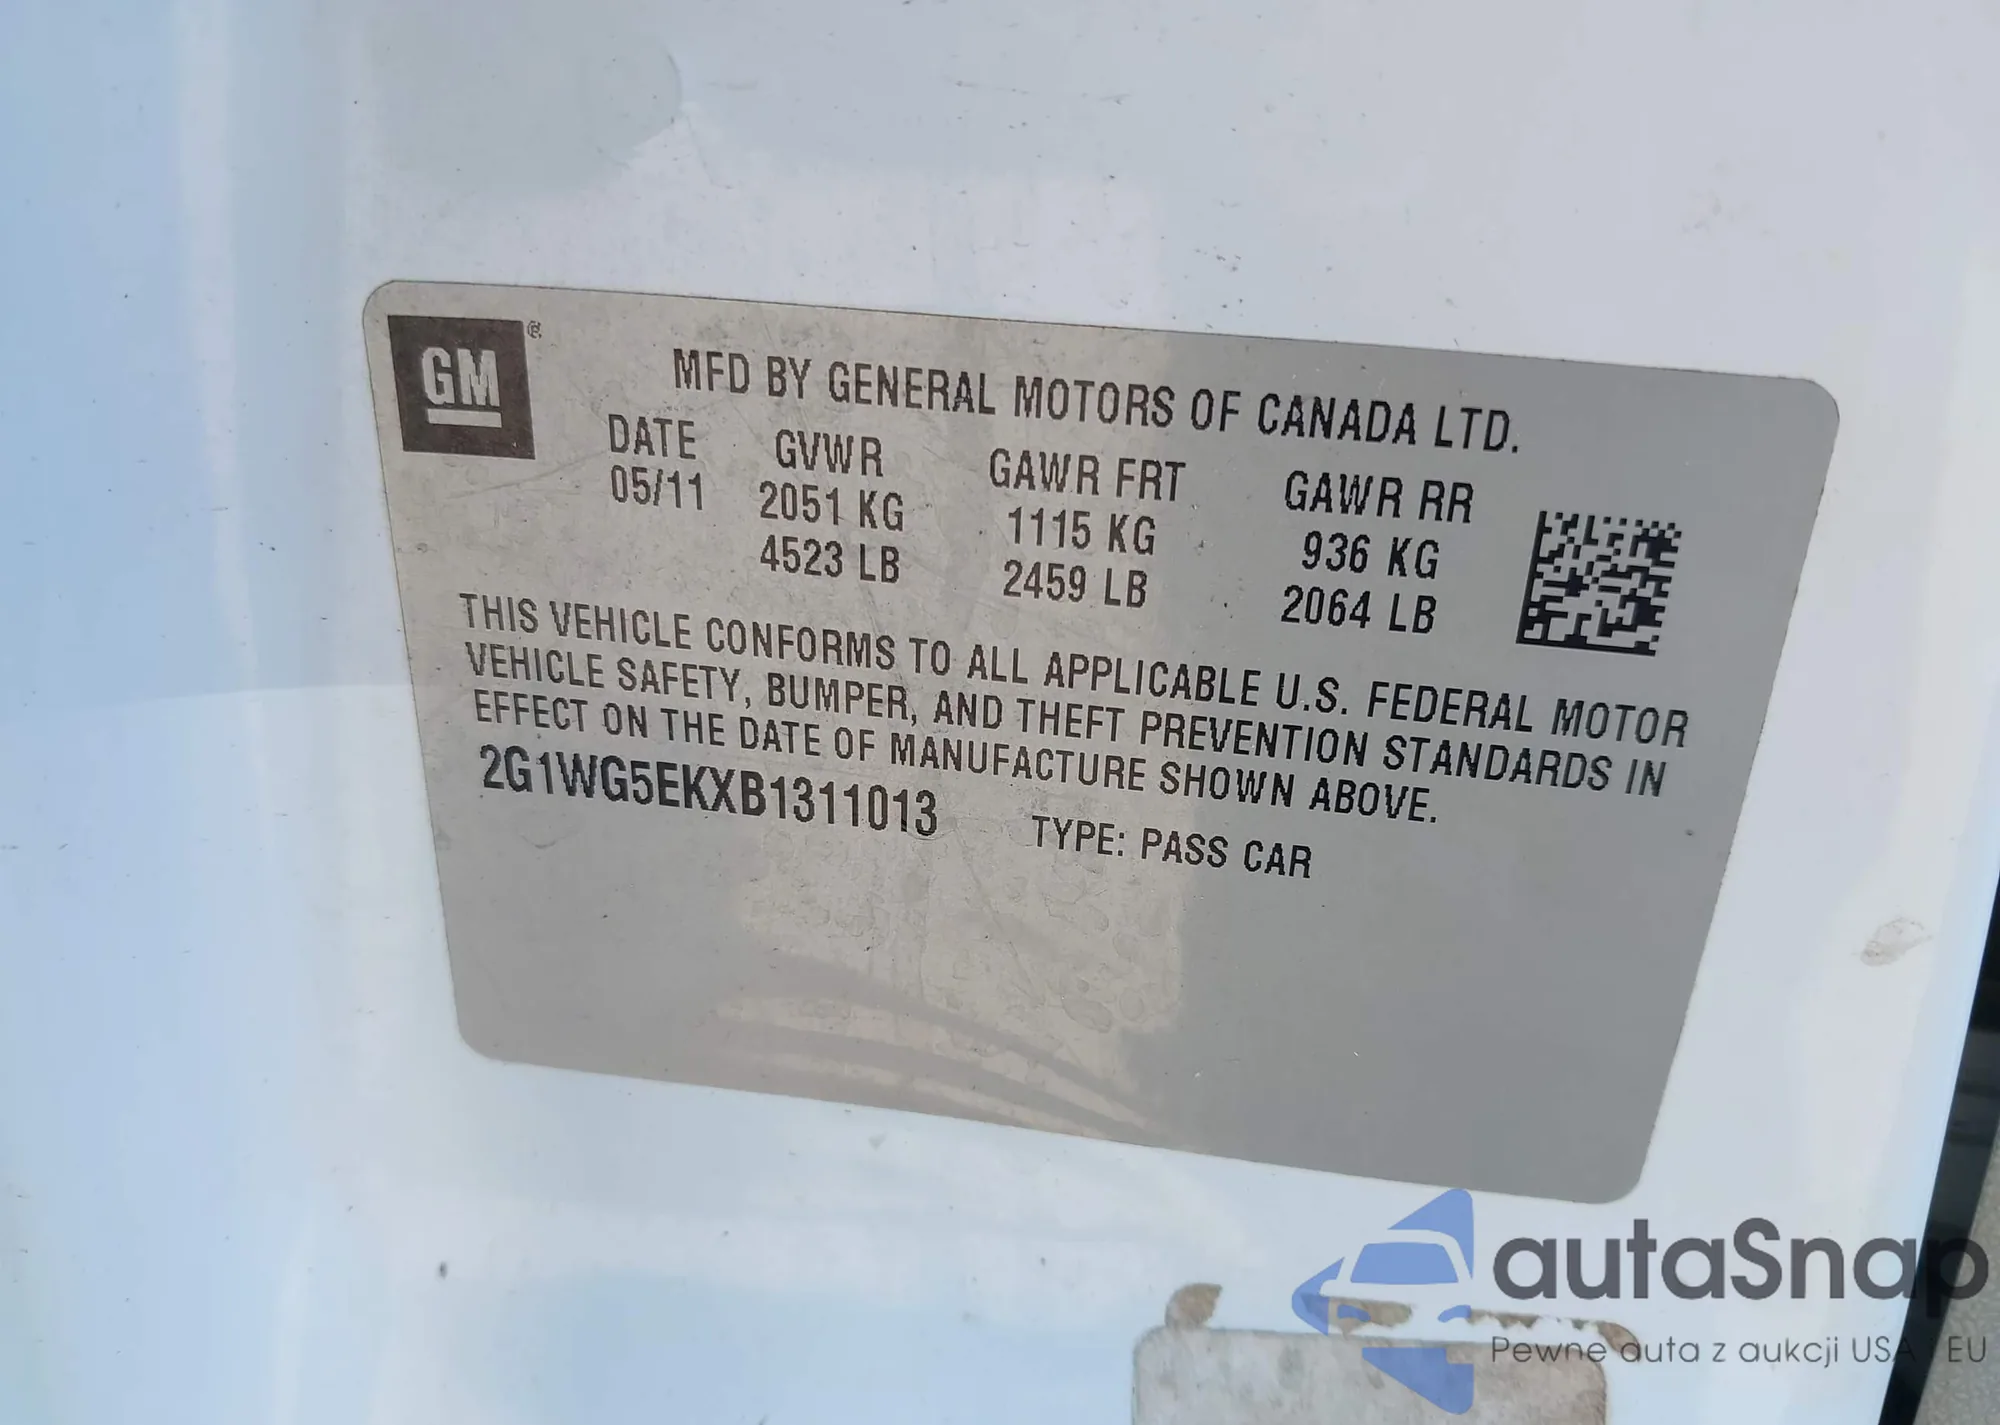 GM ®
MFD BY GENERAL MOTORS OF CANADA LTD.
DATE GVWR GAWR FRT GAWR RR
05/11 2051 KG 1115 KG 936 KG
4523 LB 2459 LB 2064 LB
THIS VEHICLE CONFORMS TO ALL APPLICABLE U.S. FEDERAL MOTOR
VEHICLE SAFETY, BUMPER, AND THEFT PREVENTION STANDARDS IN
EFFECT ON THE DATE OF MANUFACTURE SHOWN ABOVE.
2G1WG5EKXB1311013 TYPE: PASS CAR
autaSnap
Pewne auta z aukcji USA EU